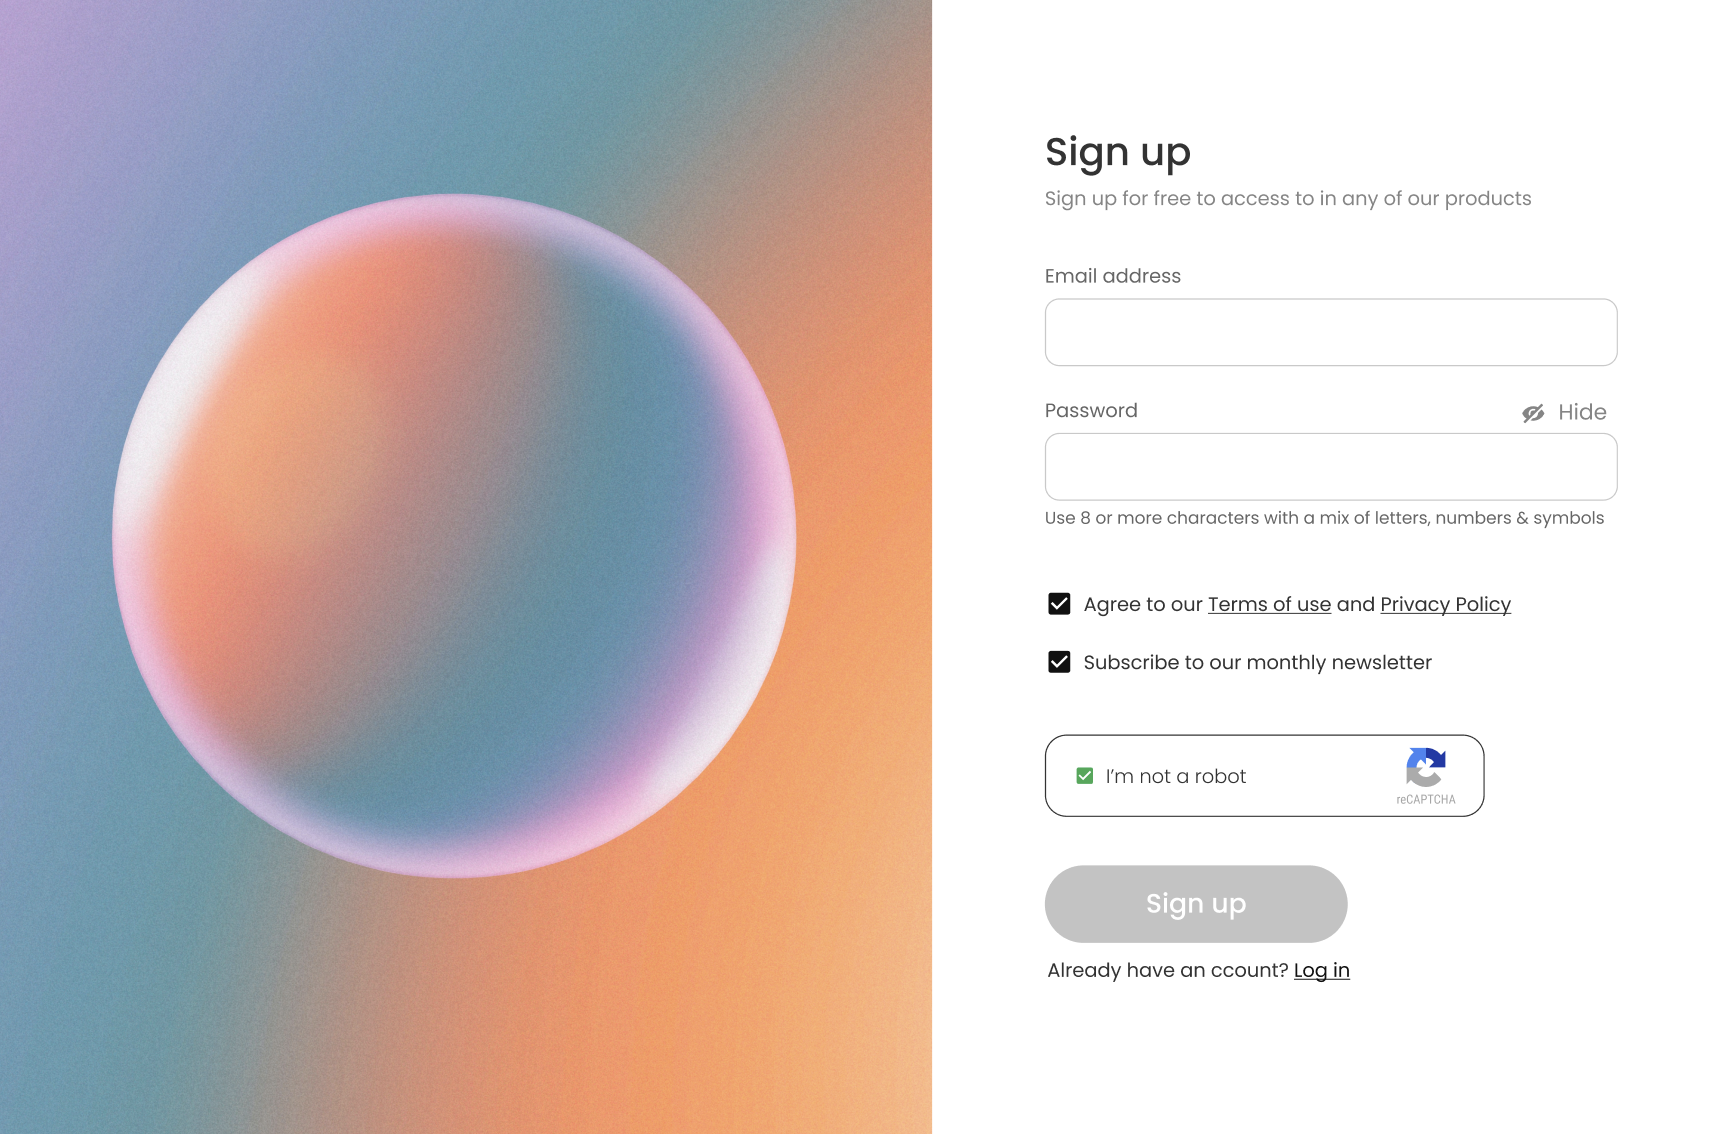 Sign up
Sign up for free to access to in any of our products
Email address
Password
Hide
Use 8 or more characters with a mix of letters, numbers & symbols
Agree to our Terms of use and Privacy Policy
Subscribe to our monthly newsletter
I’m not a robot
reCAPTCHA
Sign up
Already have an ccount? Log in